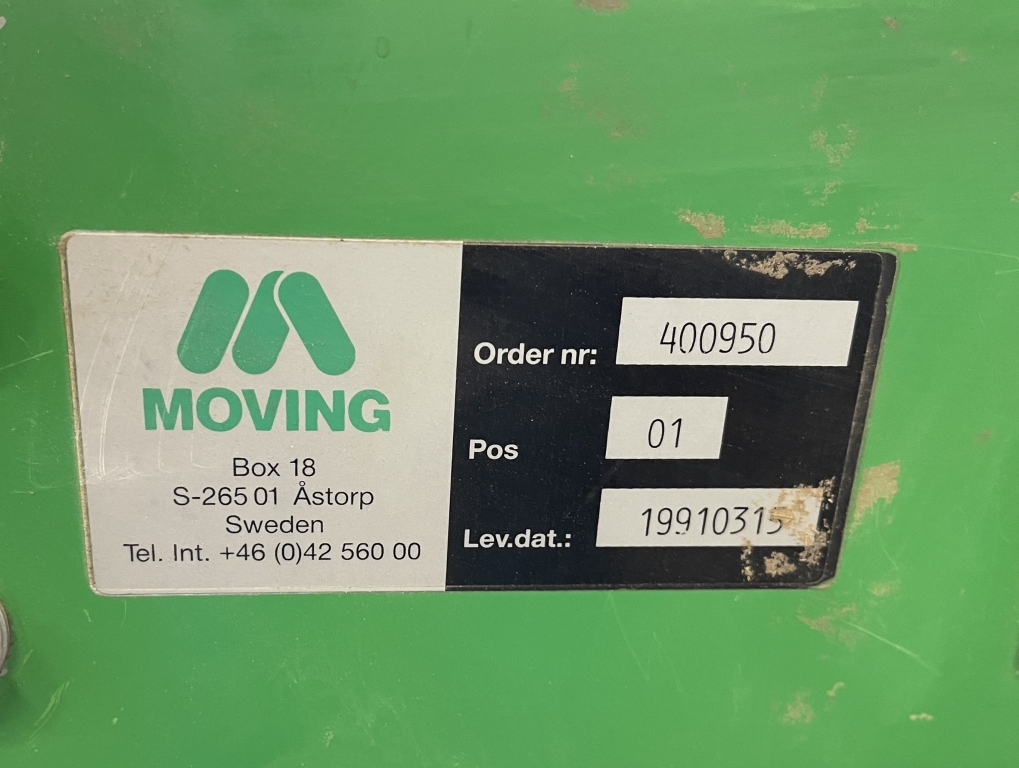 MOVING
Box 18
S-265 01 Åstorp
Sweden
Tel. Int. +46 (0)42 560 00
Order nr: 400950
Pos 01
Lev.dat.: 19910315